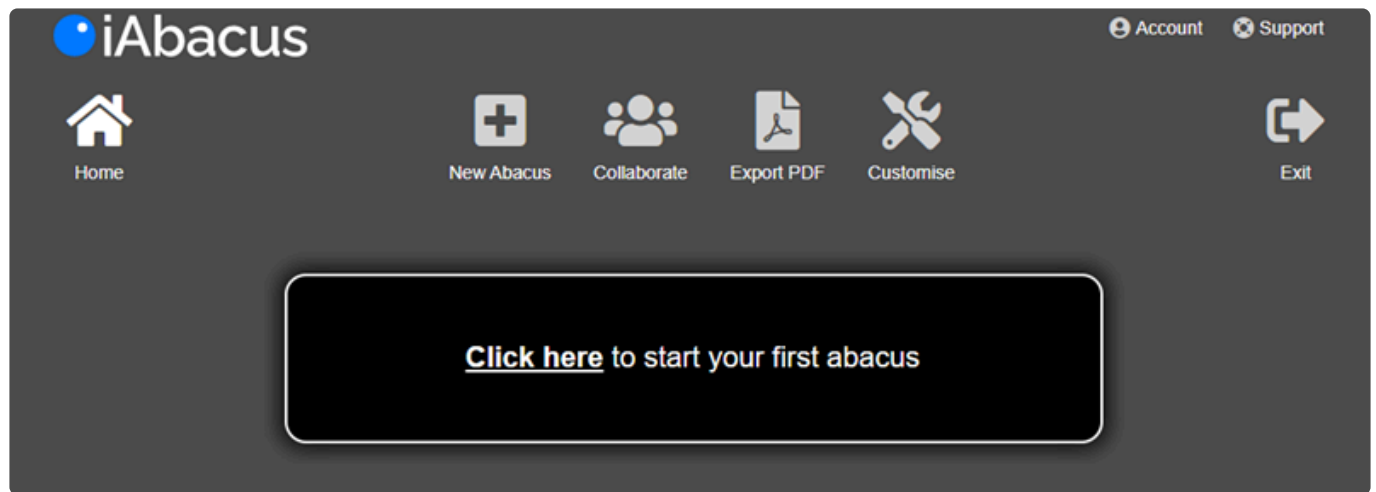 iAbacus
Account
Support
Home
New Abacus
Collaborate
Export PDF
Customise
Exit
Click here to start your first abacus